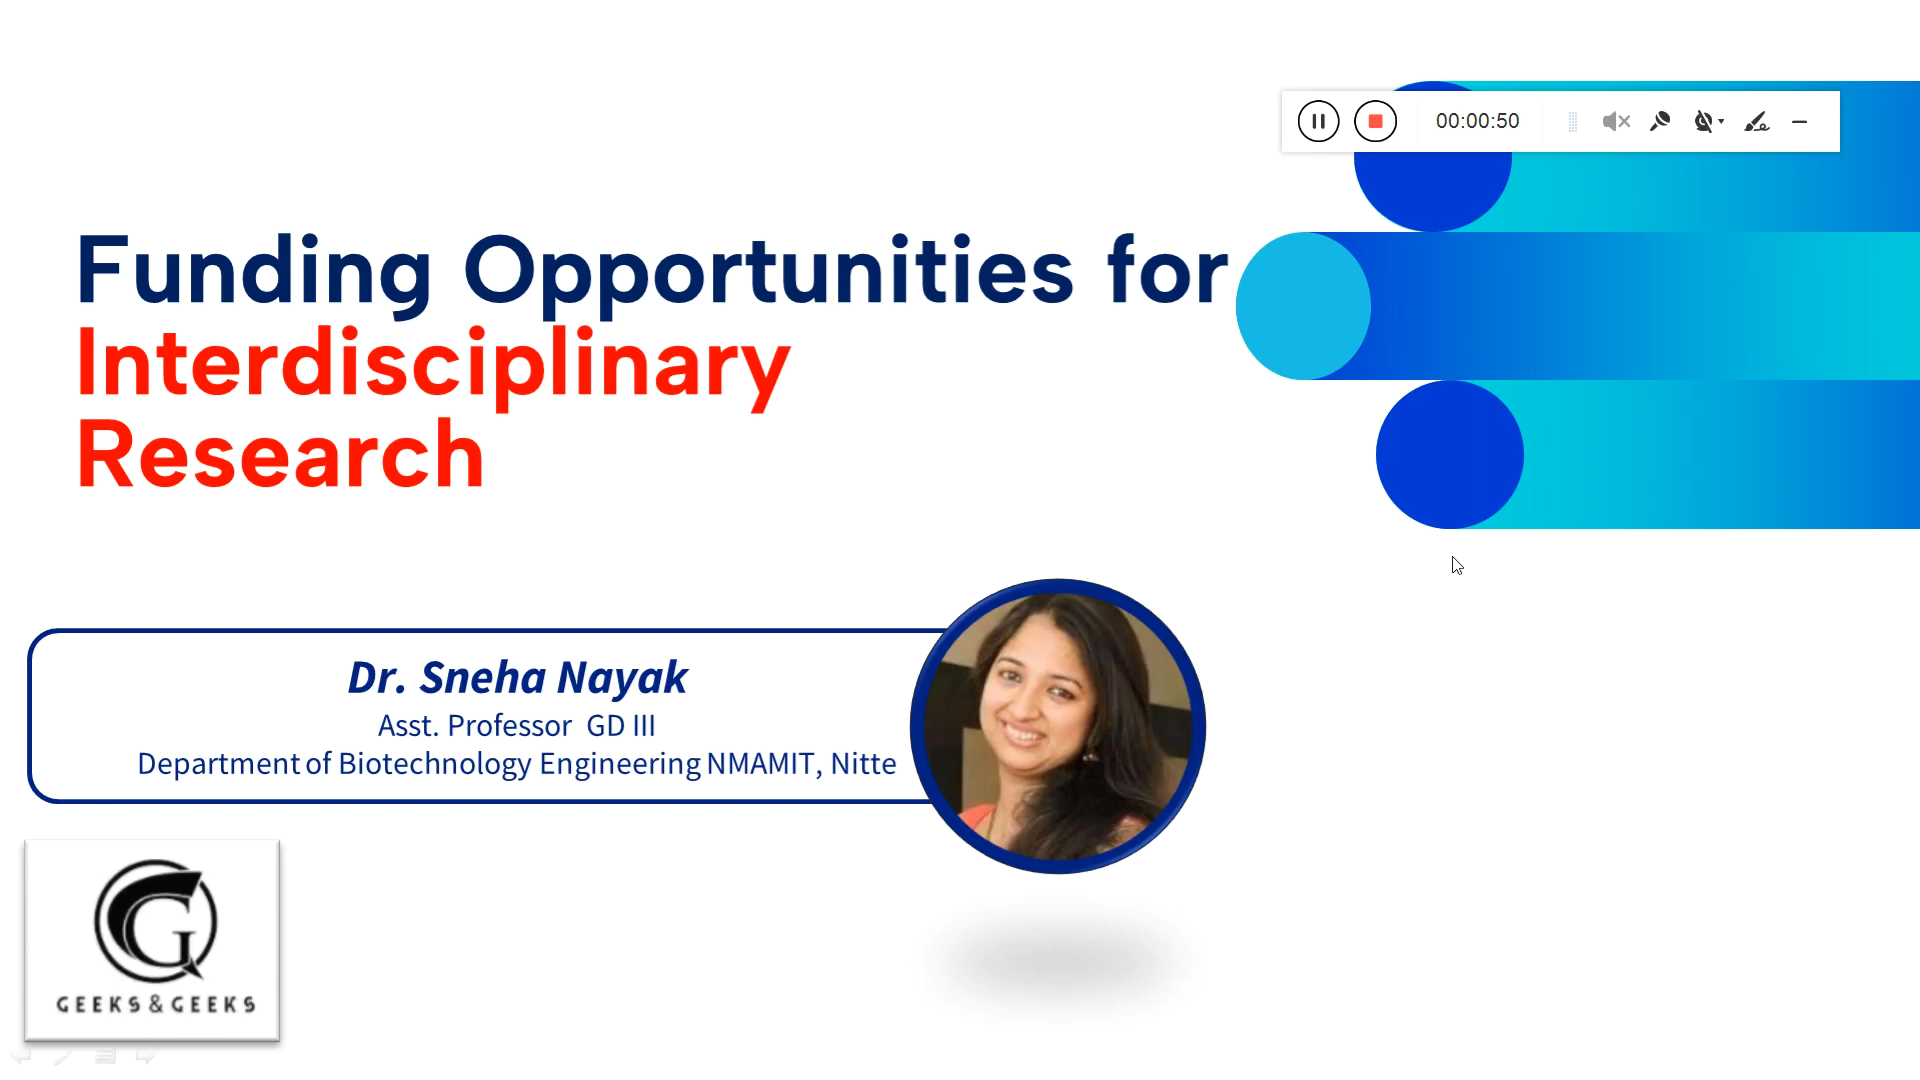 00:00:50
Funding Opportunities for
Interdisciplinary
Research
Dr. Sneha Nayak
Asst. Professor GD III
Department of Biotechnology Engineering NMAMIT, Nitte
G
GEEKS & GEEKS